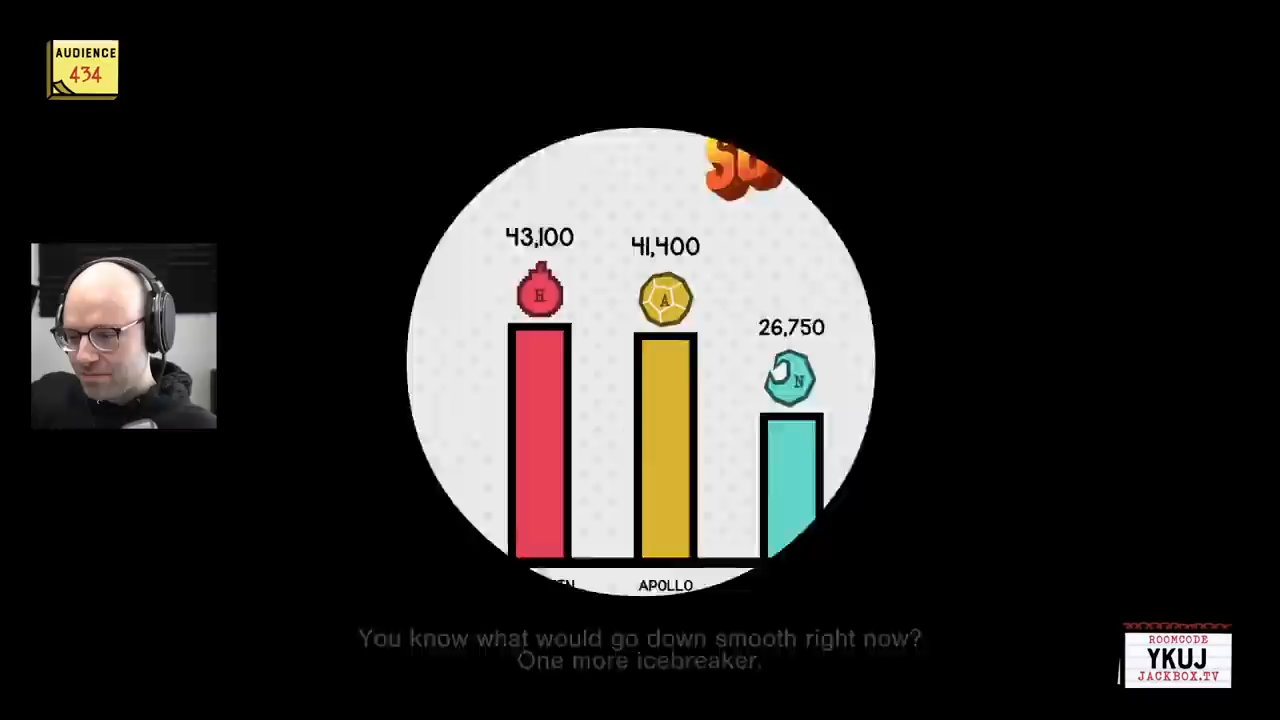 AUDIENCE
434
43,100
41,400
26,750
H
A
N
APOLLO
You know what would go down smooth right now?
One more icebreaker.
ROOMCODE
YKUJ
JACKBOX.TV